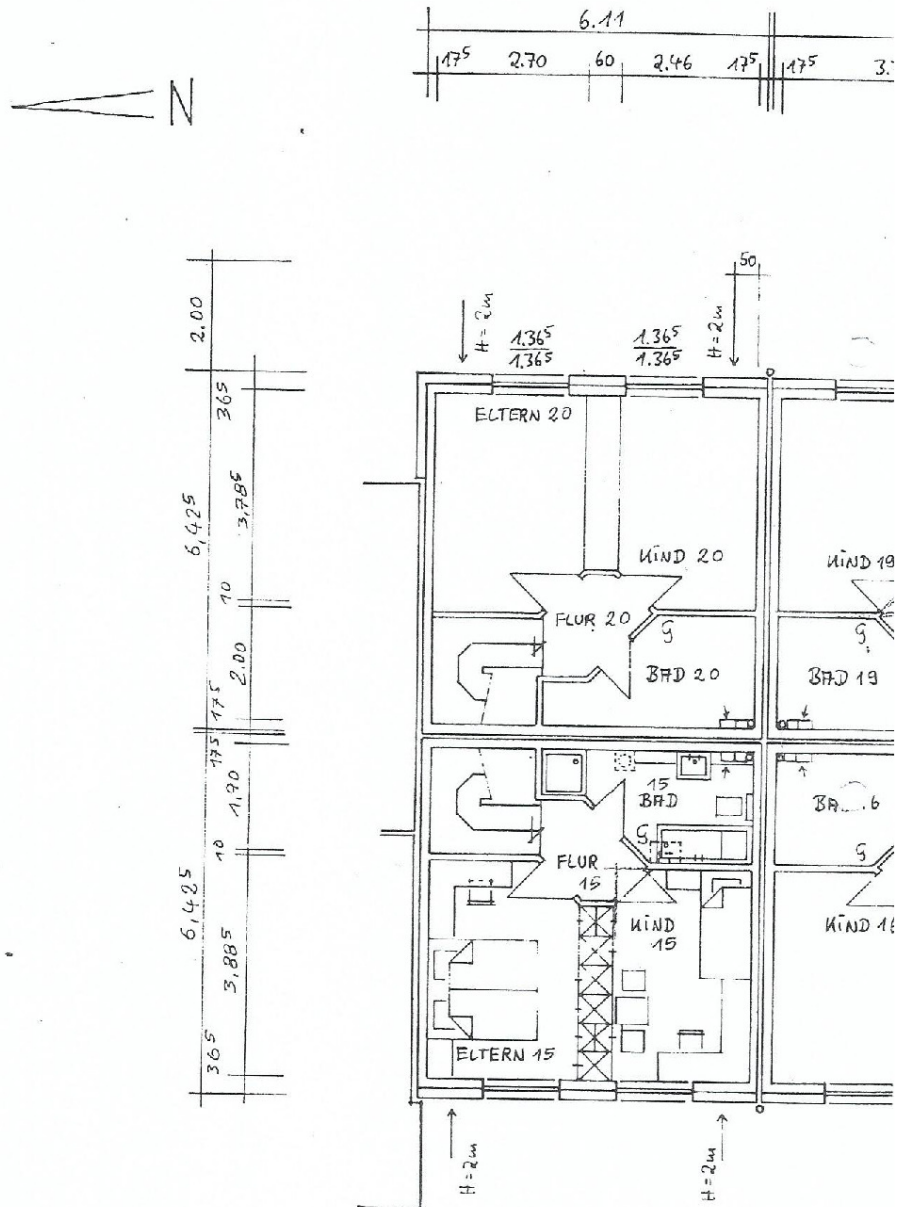 6.11
17⁵ 2.70 60 2.46 17⁵ 17⁵ 3.
N
50
2.00
H=2m
1.36⁵
1.36⁵
1.36⁵
1.36⁵
H=2m
36⁵
ELTERN 20
6,42⁵
3,78⁵
KIND 20
KIND 19
10
FLUR 20
G
G
2.00
BAD 20
BAD 19
17⁵
17⁵
15
BAD
1,90
G
G
10
FLUR
15
KIND
15
KIND 16
6,42⁵
3,88⁵
ELTERN 15
36⁵
H=2m
H=2m